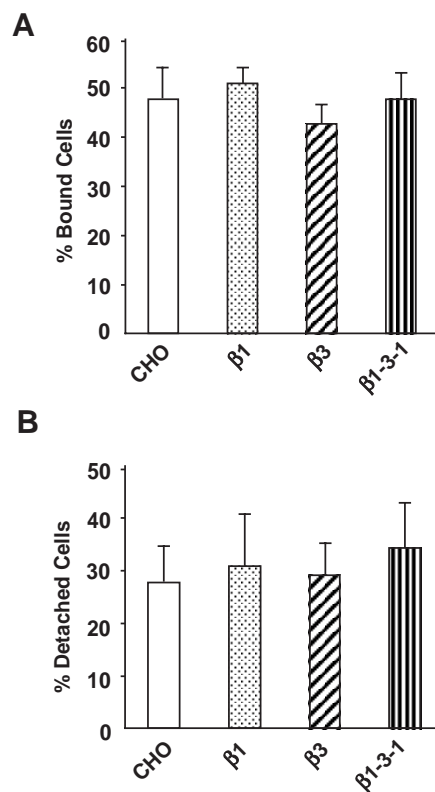 A
60
50
40
30
20
10
0
% Bound Cells
CHO
β1
β3
β1-3-1
B
50
40
30
20
10
0
% Detached Cells
CHO
β1
β3
β1-3-1